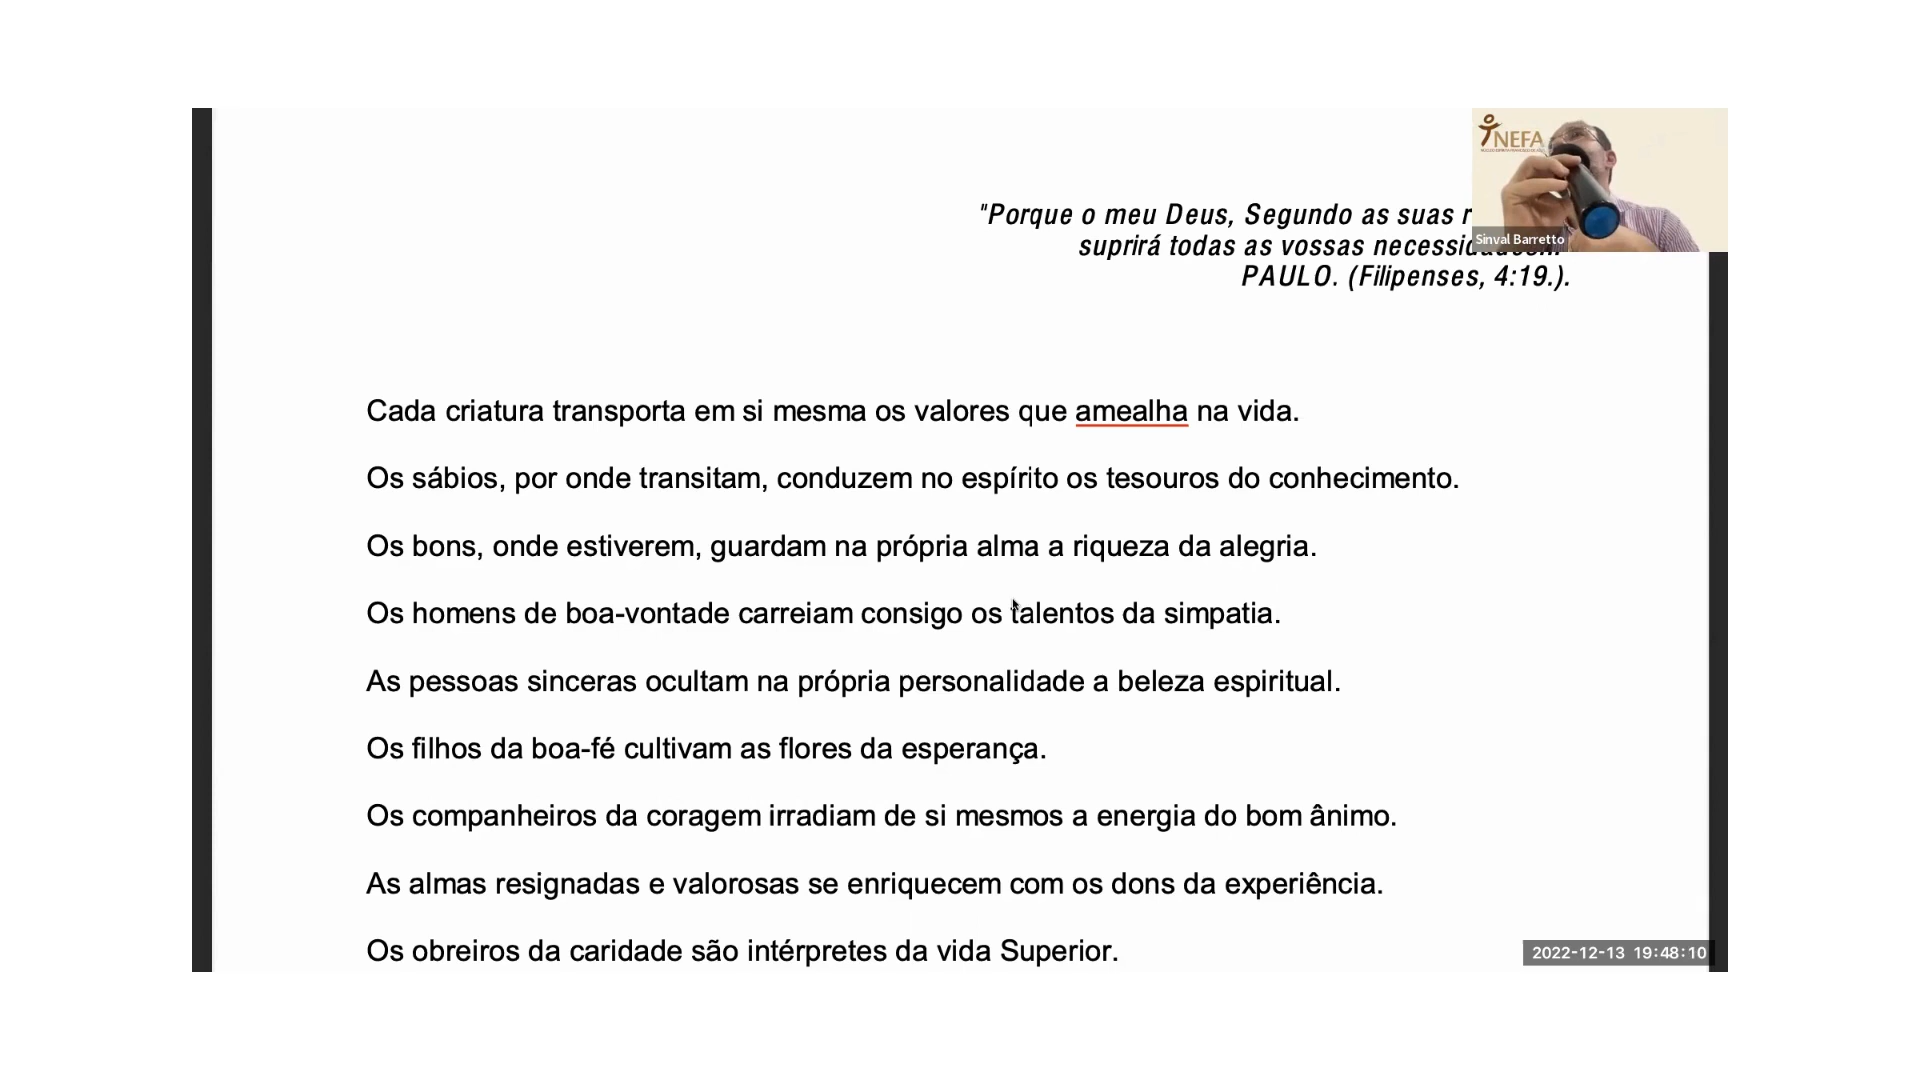 NEFA
"Porque o meu Deus, Segundo as suas
Sinval Barretto
suprirá todas as vossas
PAULO. (Filipenses, 4:19.).
Cada criatura transporta em si mesma os valores que amealha na vida.
Os sábios, por onde transitam, conduzem no espírito os tesouros do conhecimento.
Os bons, onde estiverem, guardam na própria alma a riqueza da alegria.
Os homens de boa-vontade carreiam consigo os talentos da simpatia.
As pessoas sinceras ocultam na própria personalidade a beleza espiritual.
Os filhos da boa-fé cultivam as flores da esperança.
Os companheiros da coragem irradiam de si mesmos a energia do bom ânimo.
As almas resignadas e valorosas se enriquecem com os dons da experiência.
Os obreiros da caridade são intérpretes da vida Superior.
2022-12-13 19:48:10